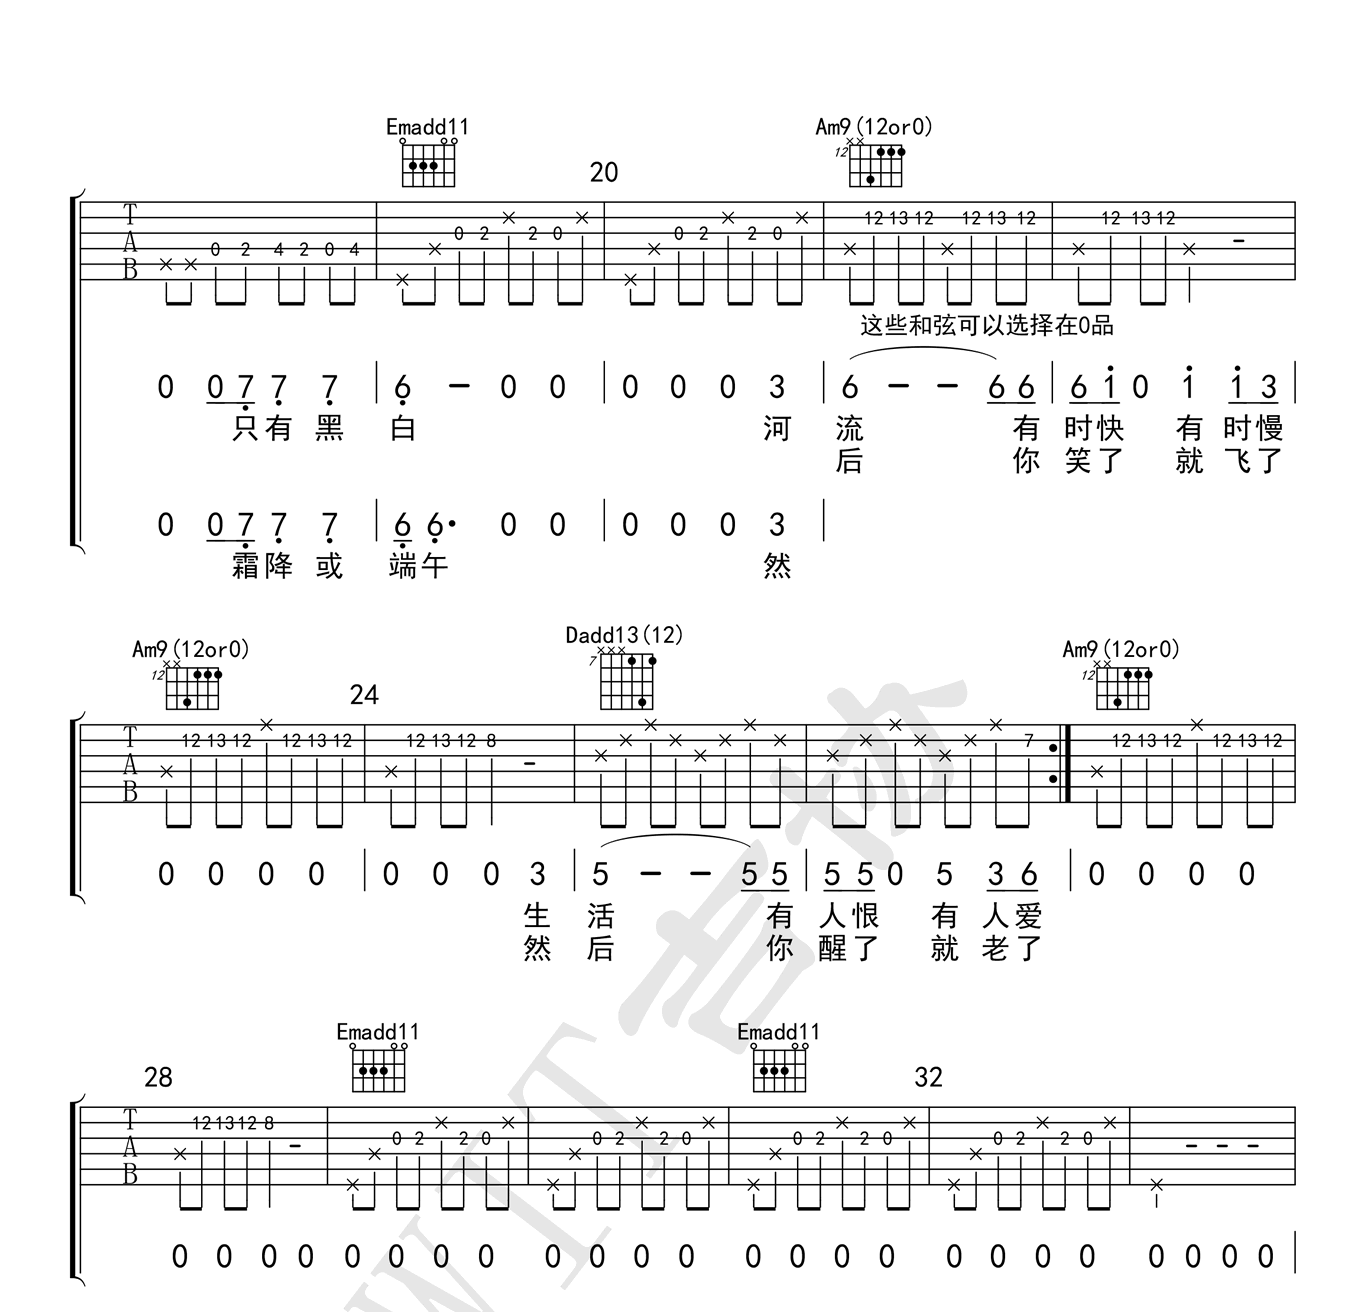 Emadd11 Am9(12or0)
20
T A B 0 2 4 2 0 4 0 2 2 0 0 2 2 0 12 13 12 12 13 12 12 13 12 -
这些和弦可以选择在0品
0 0 7 7 7 6 - 0 0 0 0 0 3 6 - - 6 6 6 1 0 1 1 3
只有 黑 白 河 流 有 时快 有 时慢
后 你 笑了 就 飞了
0 0 7 7 7 6 6· 0 0 0 0 0 3
霜降 或 端午 然
Am9(12or0) Dadd13(12) Am9(12or0)
12 7 12
24
T A B 12 13 12 12 13 12 12 13 12 8 - 7 12 13 12 12 13 12
0 0 0 0 0 0 0 3 5 - - 5 5 5 5 0 5 3 6 0 0 0 0
生 活 有 人恨 有 人爱
然 后 你 醒了 就 老了
Emadd11 Emadd11
28 32
T A B 12 13 12 8 - 0 2 2 0 0 2 2 0 0 2 2 0 0 2 2 0 - - -
0 0 0 0 0 0 0 0 0 0 0 0 0 0 0 0 0 0 0 0 0 0 0 0